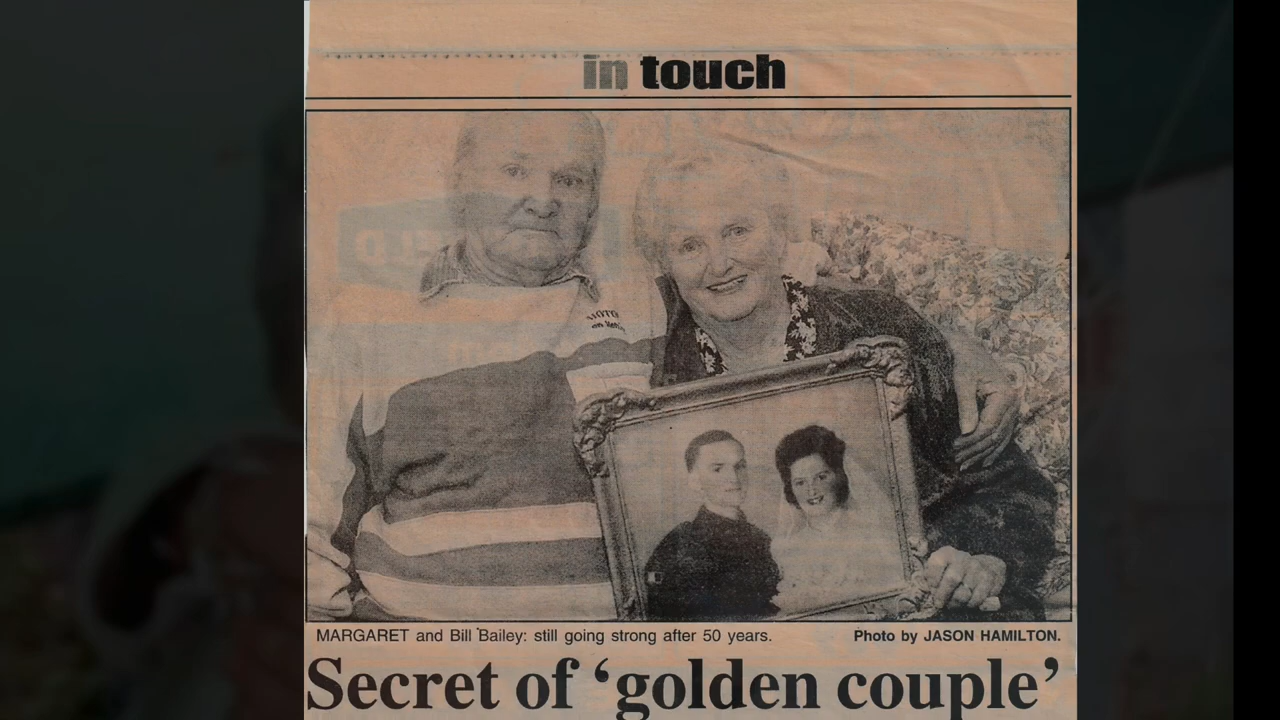 in touch
MARGARET and Bill Bailey: still going strong after 50 years.
Photo by JASON HAMILTON.
Secret of ‘golden couple’